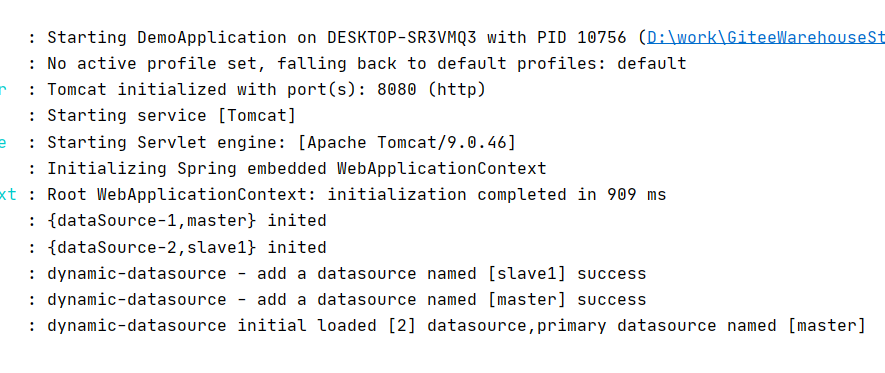 : Starting DemoApplication on DESKTOP-SR3VMQ3 with PID 10756 (D:\work\GiteeWarehouseSt
: No active profile set, falling back to default profiles: default
r : Tomcat initialized with port(s): 8080 (http)
: Starting service [Tomcat]
e : Starting Servlet engine: [Apache Tomcat/9.0.46]
: Initializing Spring embedded WebApplicationContext
xt : Root WebApplicationContext: initialization completed in 909 ms
: {dataSource-1,master} inited
: {dataSource-2,slave1} inited
: dynamic-datasource - add a datasource named [slave1] success
: dynamic-datasource - add a datasource named [master] success
: dynamic-datasource initial loaded [2] datasource,primary datasource named [master]